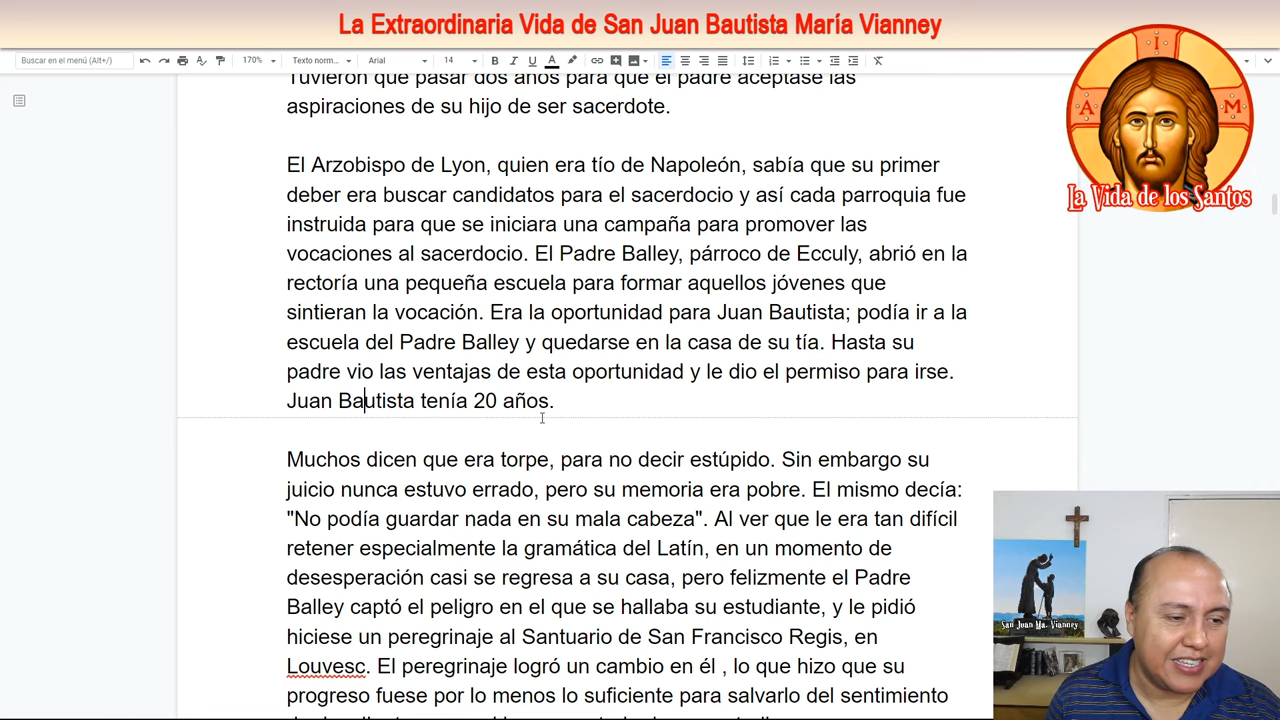 La Extraordinaria Vida de San Juan Bautista María Vianney
Buscar en el menú (Alt+/)
170%
Texto norm...
Arial
B I U A
I
A M
La Vida de los Santos
Tuvieron que pasar dos años para que el padre aceptase las
aspiraciones de su hijo de ser sacerdote.
El Arzobispo de Lyon, quien era tío de Napoleón, sabía que su primer
deber era buscar candidatos para el sacerdocio y así cada parroquia fue
instruida para que se iniciara una campaña para promover las
vocaciones al sacerdocio. El Padre Balley, párroco de Ecculy, abrió en la
rectoría una pequeña escuela para formar aquellos jóvenes que
sintieran la vocación. Era la oportunidad para Juan Bautista; podía ir a la
escuela del Padre Balley y quedarse en la casa de su tía. Hasta su
padre vio las ventajas de esta oportunidad y le dio el permiso para irse.
Juan Bautista tenía 20 años.
Muchos dicen que era torpe, para no decir estúpido. Sin embargo su
juicio nunca estuvo errado, pero su memoria era pobre. El mismo decía:
"No podía guardar nada en su mala cabeza". Al ver que le era tan difícil
retener especialmente la gramática del Latín, en un momento de
desesperación casi se regresa a su casa, pero felizmente el Padre
Balley captó el peligro en el que se hallaba su estudiante, y le pidió
hiciese un peregrinaje al Santuario de San Francisco Regis, en
Louvesc. El peregrinaje logró un cambio en él , lo que hizo que su
progreso fuese por lo menos lo suficiente para salvarlo del sentimiento
San Juan Ma. Vianney